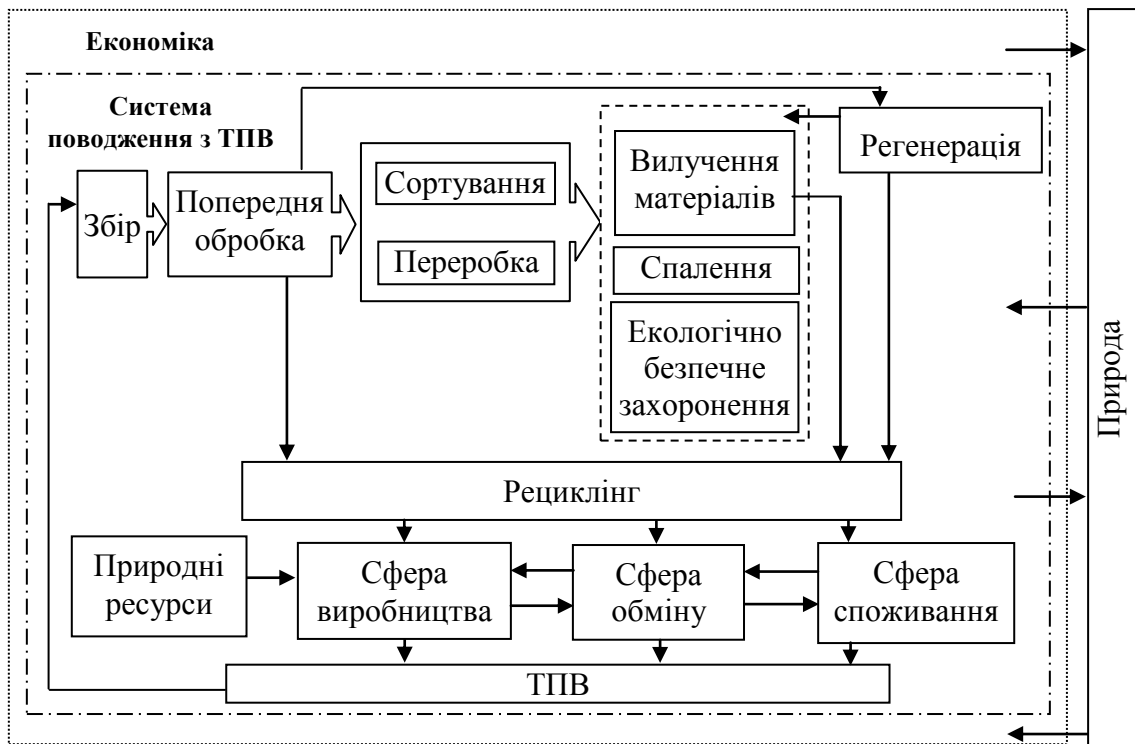 Економіка
Система
поводження з ТПВ
Збір
Попередня
обробка
Сортування
Переробка
Вилучення
матеріалів
Спалення
Екологічно
безпечне
захоронення
Регенерація
Природа
Рециклінг
Природні
ресурси
Сфера
виробництва
Сфера
обміну
Сфера
споживання
ТПВ